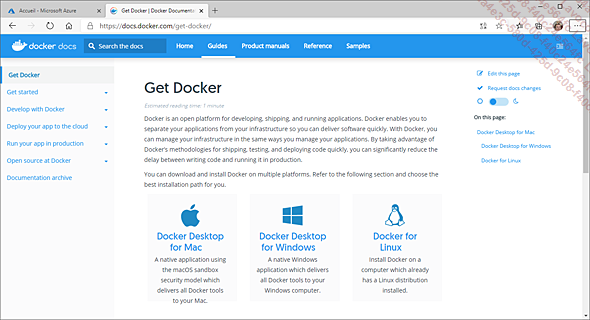 Accueil - Microsoft Azure
Get Docker | Docker Documenta
https://docs.docker.com/get-docker/
docker docs
Search the docs
Home
Guides
Product manuals
Reference
Samples
Get Docker
Get started
Develop with Docker
Deploy your app to the cloud
Run your app in production
Open source at Docker
Documentation archive
Get Docker
Estimated reading time: 1 minute
Docker is an open platform for developing, shipping, and running applications. Docker enables you to
separate your applications from your infrastructure so you can deliver software quickly. With Docker, you
can manage your infrastructure in the same ways you manage your applications. By taking advantage of
Docker's methodologies for shipping, testing, and deploying code quickly, you can significantly reduce the
delay between writing code and running it in production.
You can download and install Docker on multiple platforms. Refer to the following section and choose the
best installation path for you.
Docker Desktop
for Mac
A native application using
the macOS sandbox
security model which
delivers all Docker tools
to your Mac.
Docker Desktop
for Windows
A native Windows
application which delivers
all Docker tools to your
Windows computer.
Docker for
Linux
Install Docker on a
computer which already
has a Linux distribution
installed.
Edit this page
Request docs changes
On this page:
Docker Desktop for Mac
Docker Desktop for Windows
Docker for Linux